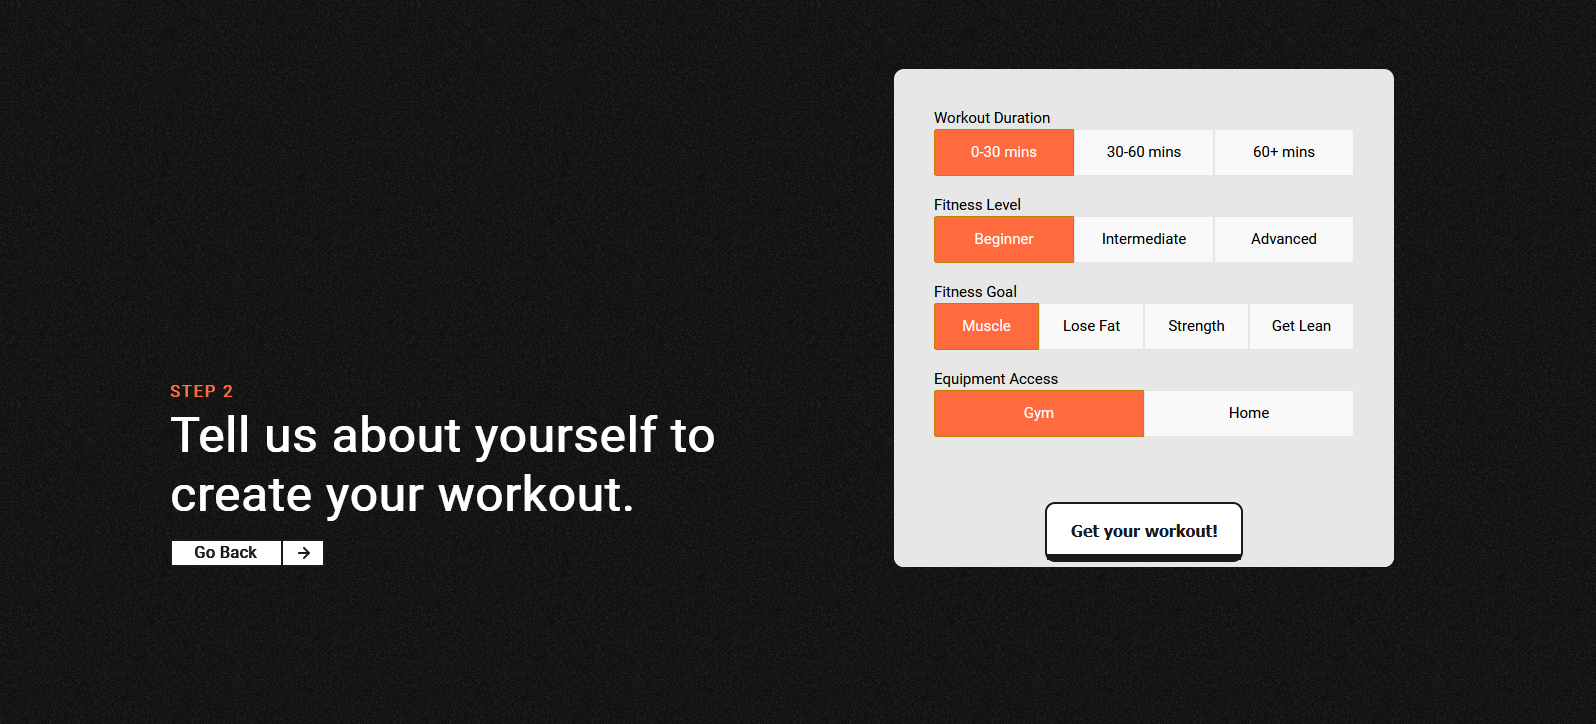 STEP 2
Tell us about yourself to
create your workout.
Go Back
Workout Duration
0-30 mins
30-60 mins
60+ mins
Fitness Level
Beginner
Intermediate
Advanced
Fitness Goal
Muscle
Lose Fat
Strength
Get Lean
Equipment Access
Gym
Home
Get your workout!